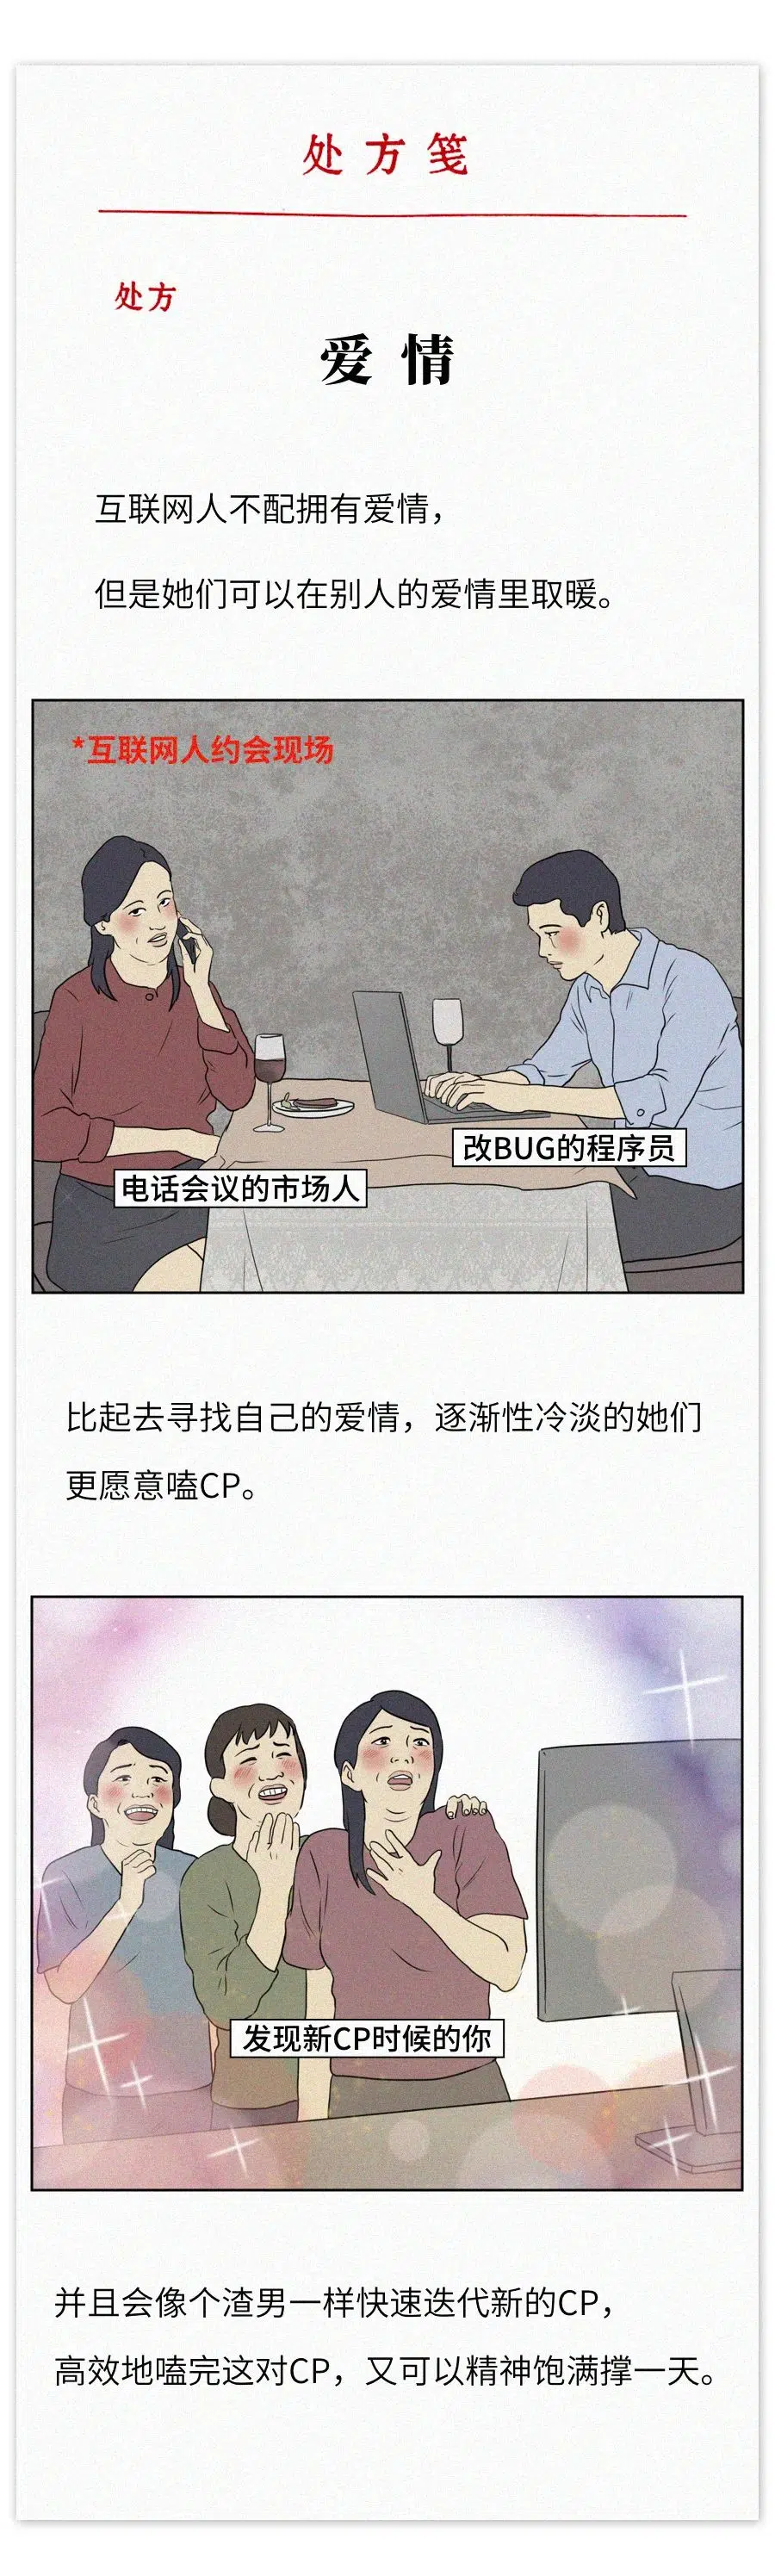 处方笺
处方
爱情
互联网人不配拥有爱情，
但是她们可以在别人的爱情里取暖。
*互联网人约会现场
改BUG的程序员
电话会议的市场人
比起去寻找自己的爱情，逐渐性冷淡的她们
更愿意嗑CP。
发现新CP时候的你
并且会像个渣男一样快速迭代新的CP，
高效地嗑完这对CP，又可以精神饱满撑一天。